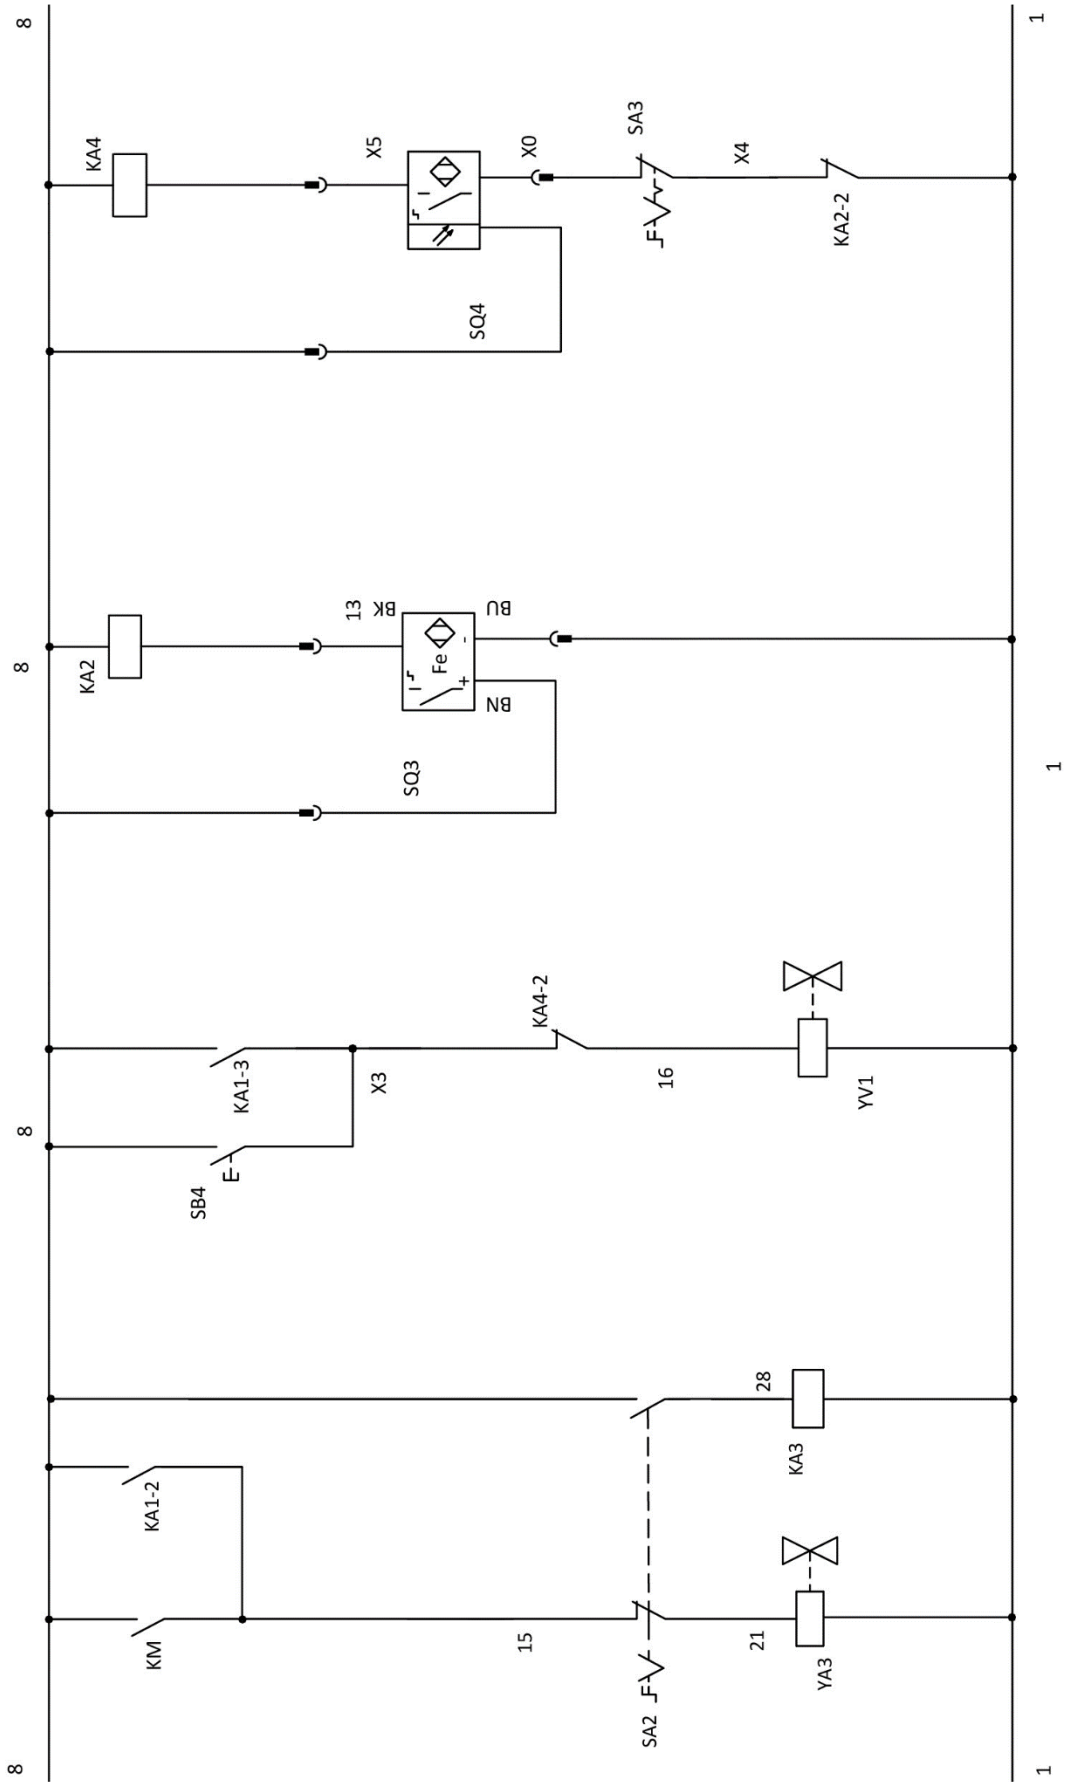 8
8
8
8
KA2
KA4
KM
KA1-2
SB4
KA1-3
X3
13
BK
X5
SQ3
Fe
+
-
SQ4
BN
BU
15
KA4-2
X0
SA2
16
SA3
21
28
X4
YA3
KA3
YV1
KA2-2
1
1
1